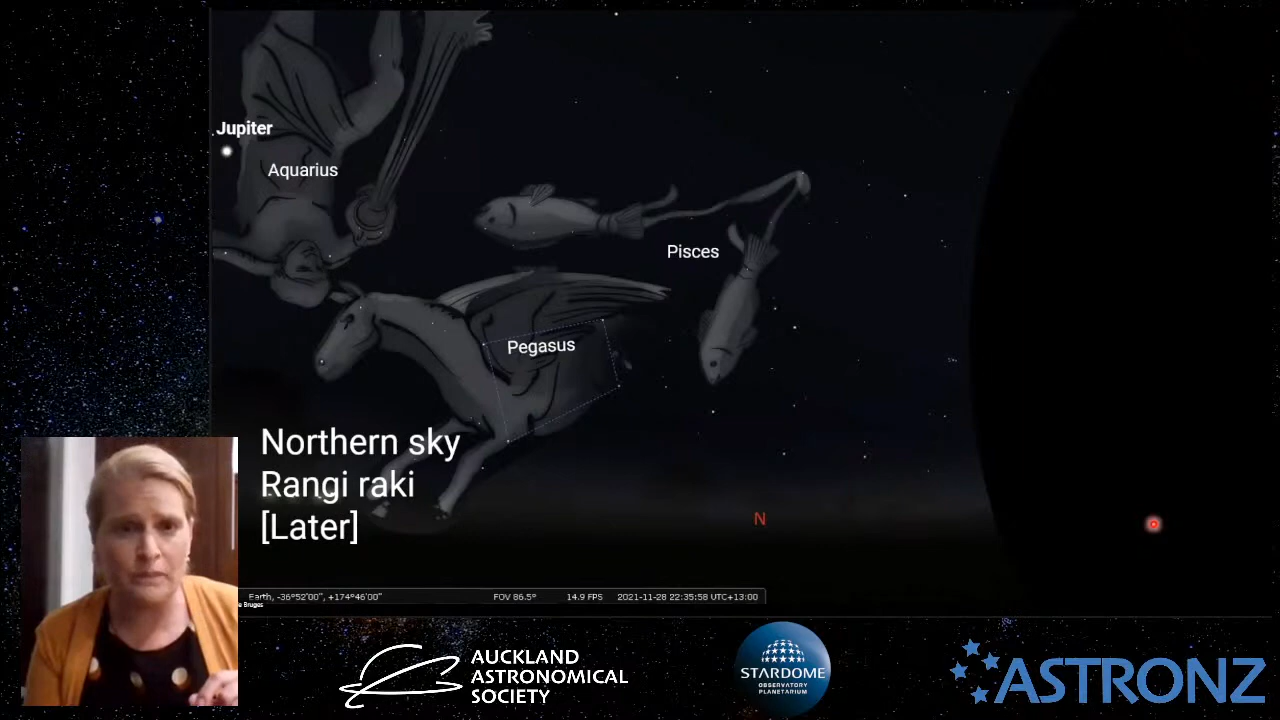 Jupiter
Aquarius
Pisces
Pegasus
Northern sky
Rangi raki
[Later]
N
Earth, -36°52'00", +174°46'00"
FOV 86.5°
14.9 FPS
2021-11-28 22:35:58 UTC+13:00
Bruges
AUCKLAND
ASTRONOMICAL
SOCIETY
STARDOME
OBSERVATORY
PLANETARIUM
ASTRONZ